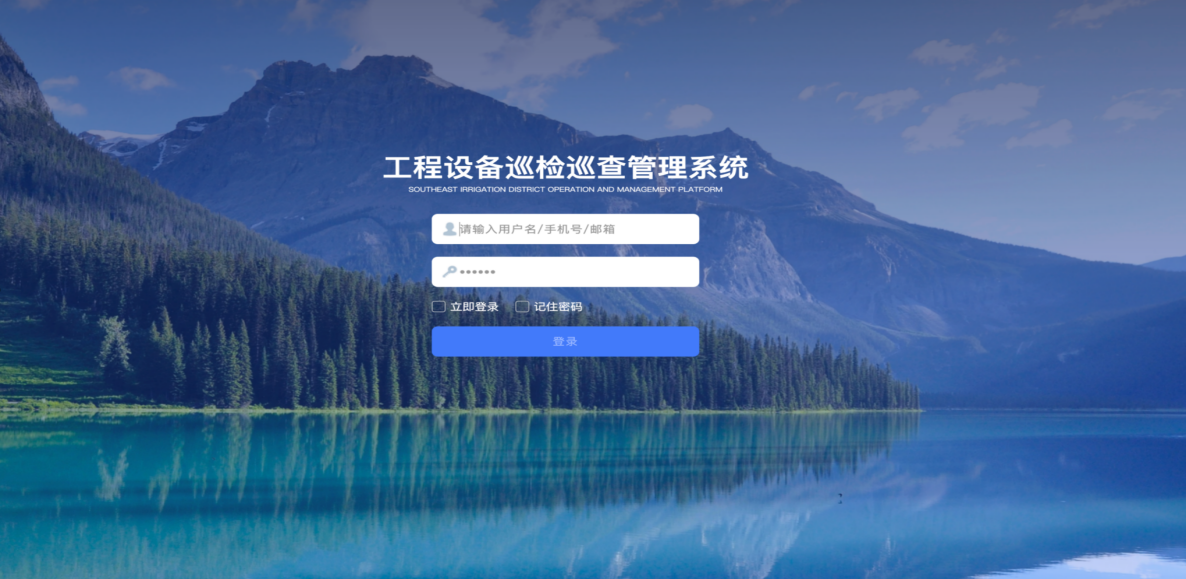 工程设备巡检巡查管理系统
SOUTHEAST IRRIGATION DISTRICT OPERATION AND MANAGEMENT PLATFORM
请输入用户名/手机号/邮箱
••••••
立即登录 记住密码
登录